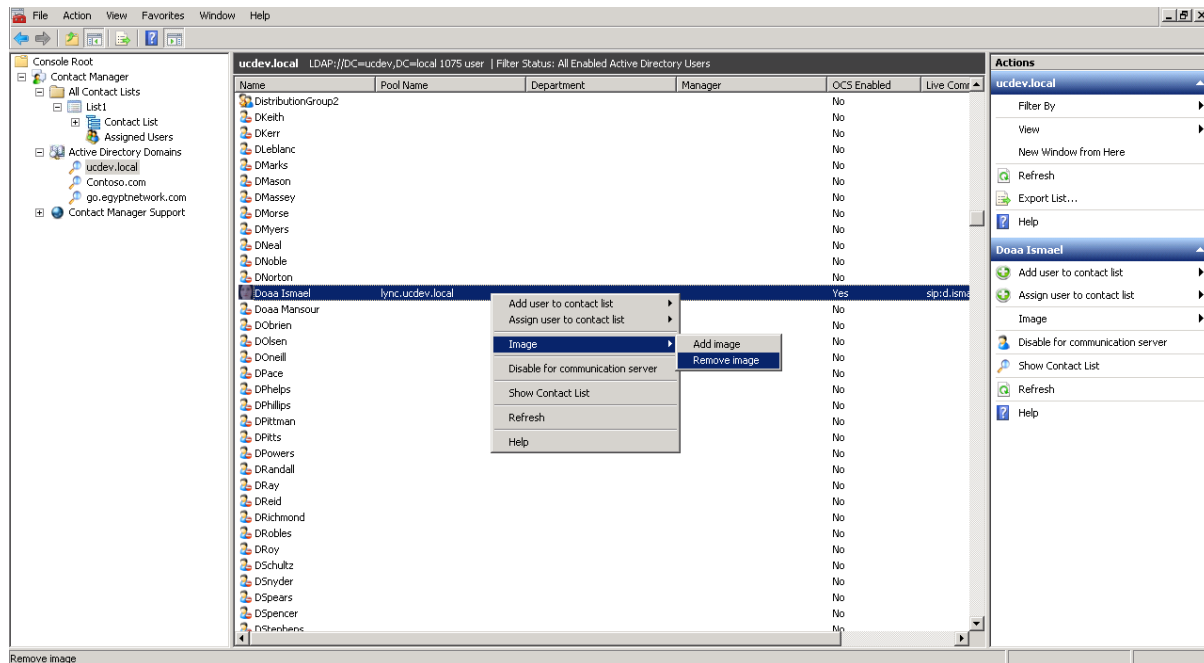 File Action View Favorites Window Help
Console Root
Contact Manager
All Contact Lists
List1
Contact List
Assigned Users
Active Directory Domains
ucdev.local
Contoso.com
go.egyptnetwork.com
Contact Manager Support
ucdev.local LDAP://DC=ucdev,DC=local 1075 user | Filter Status: All Enabled Active Directory Users
Name Pool Name Department Manager OCS Enabled Live Comr
DistributionGroup2 No
DKeith No
DKerr No
DLeblanc No
DMarks No
DMason No
DMassey No
DMorse No
DMyers No
DNeal No
DNoble No
DNorton No
Doaa Ismael lync.ucdev.local Yes sip:d.isma
Doaa Mansour No
DObrien No
DOlsen No
DOneill No
DPace No
DPhelps No
DPhillips No
DPittman No
DPitts No
DPowers No
DRandall No
DRay No
DReid No
DRichmond No
DRobles No
DRoy No
DSchultz No
DSnyder No
DSpears No
DSpencer No
DStephens No
Add user to contact list
Assign user to contact list
Image
Disable for communication server
Show Contact List
Refresh
Help
Add image
Remove image
Actions
ucdev.local
Filter By
View
New Window from Here
Refresh
Export List...
Help
Doaa Ismael
Add user to contact list
Assign user to contact list
Image
Disable for communication server
Show Contact List
Refresh
Help
Remove image